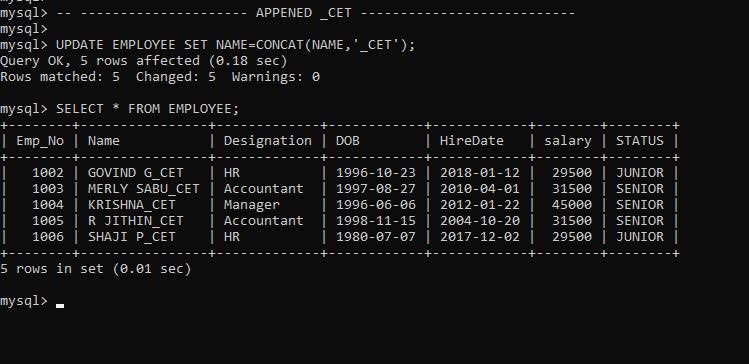 mysql> -- --------------------- APPENED _CET ---------------------------
mysql>
mysql> UPDATE EMPLOYEE SET NAME=CONCAT(NAME,'_CET');
Query OK, 5 rows affected (0.18 sec)
Rows matched: 5  Changed: 5  Warnings: 0
mysql> SELECT * FROM EMPLOYEE;
+--------+----------------+-------------+------------+------------+--------+--------+
| Emp_No | Name           | Designation | DOB        | HireDate   | salary | STATUS |
+--------+----------------+-------------+------------+------------+--------+--------+
|   1002 | GOVIND G_CET   | HR          | 1996-10-23 | 2018-01-12 |  29500 | JUNIOR |
|   1003 | MERLY SABU_CET | Accountant  | 1997-08-27 | 2010-04-01 |  31500 | SENIOR |
|   1004 | KRISHNA_CET    | Manager     | 1996-06-06 | 2012-01-22 |  45000 | SENIOR |
|   1005 | R JITHIN_CET   | Accountant  | 1998-11-15 | 2004-10-20 |  31500 | SENIOR |
|   1006 | SHAJI P_CET    | HR          | 1980-07-07 | 2017-12-02 |  29500 | JUNIOR |
+--------+----------------+-------------+------------+------------+--------+--------+
5 rows in set (0.01 sec)
mysql>